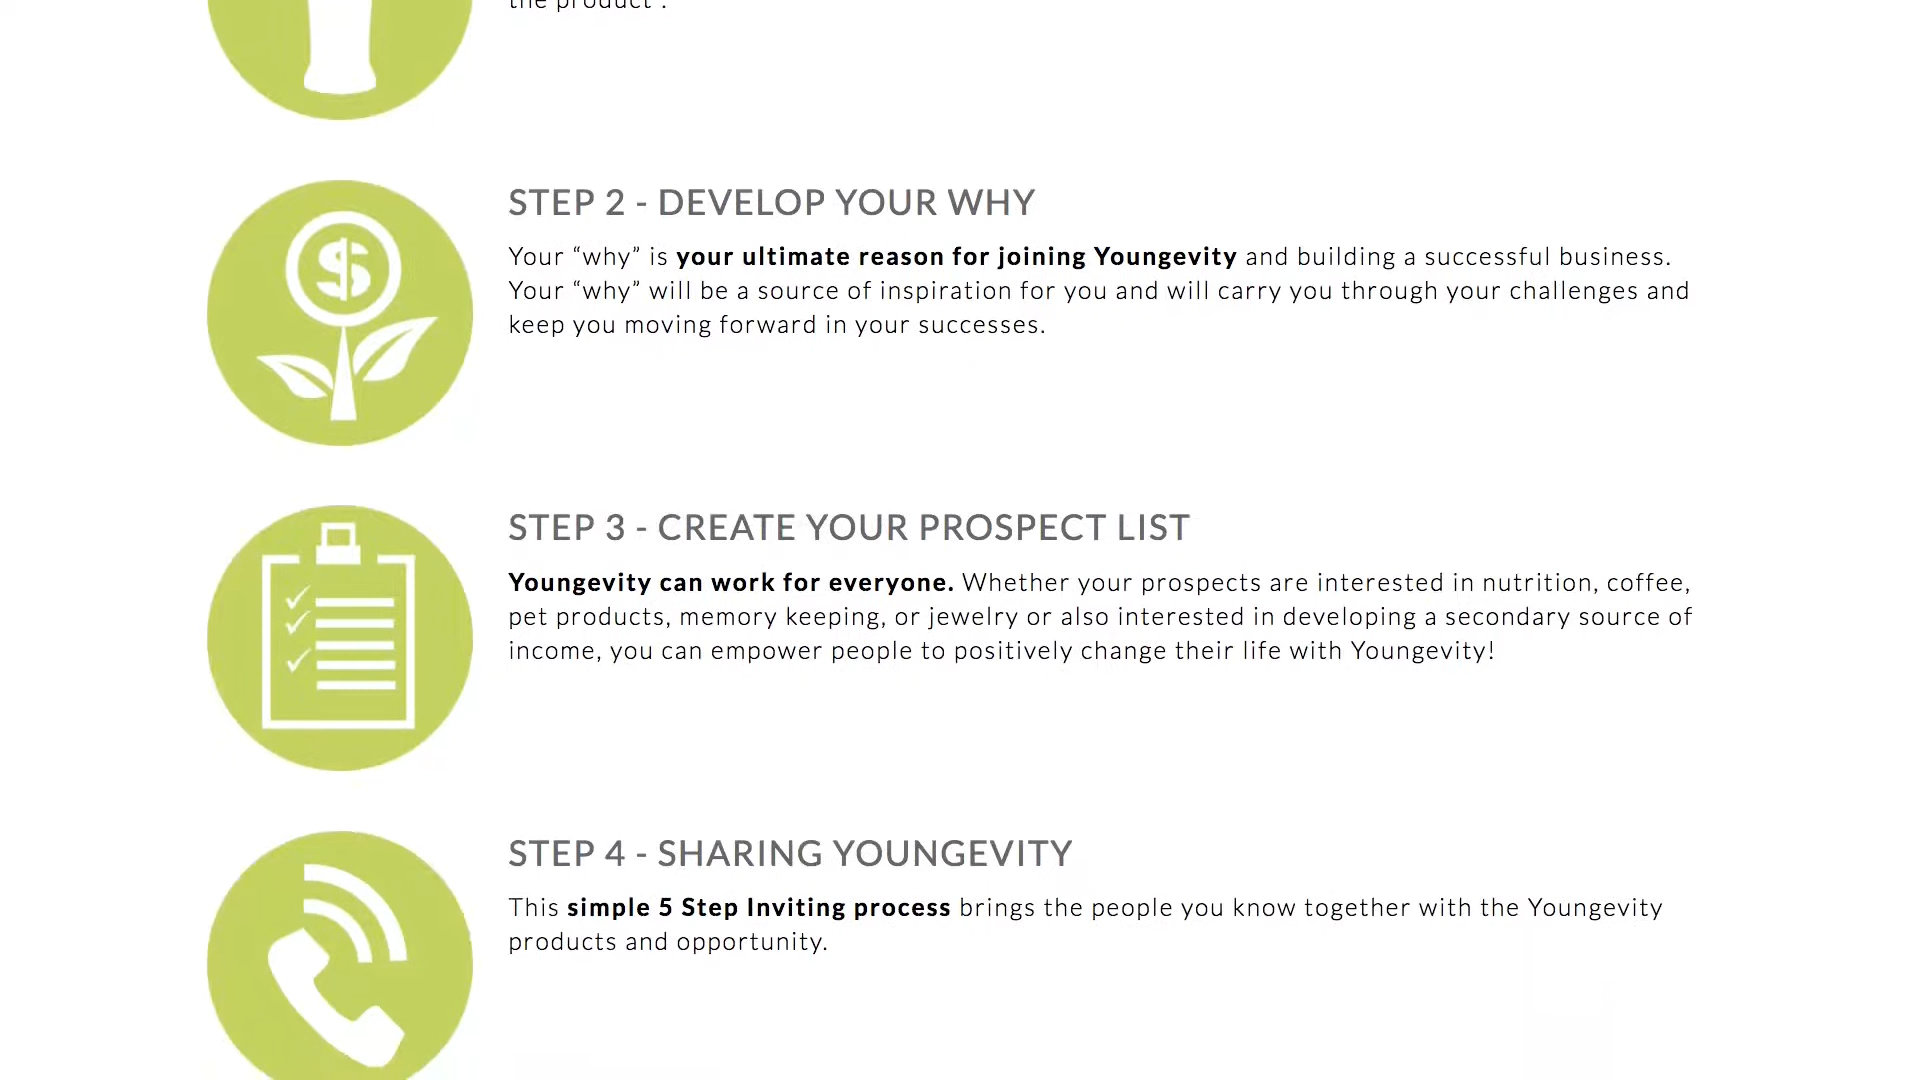 the product".
STEP 2 - DEVELOP YOUR WHY
Your “why” is your ultimate reason for joining Youngevity and building a successful business.
Your “why” will be a source of inspiration for you and will carry you through your challenges and
keep you moving forward in your successes.
STEP 3 - CREATE YOUR PROSPECT LIST
Youngevity can work for everyone. Whether your prospects are interested in nutrition, coffee,
pet products, memory keeping, or jewelry or also interested in developing a secondary source of
income, you can empower people to positively change their life with Youngevity!
STEP 4 - SHARING YOUNGEVITY
This simple 5 Step Inviting process brings the people you know together with the Youngevity
products and opportunity.